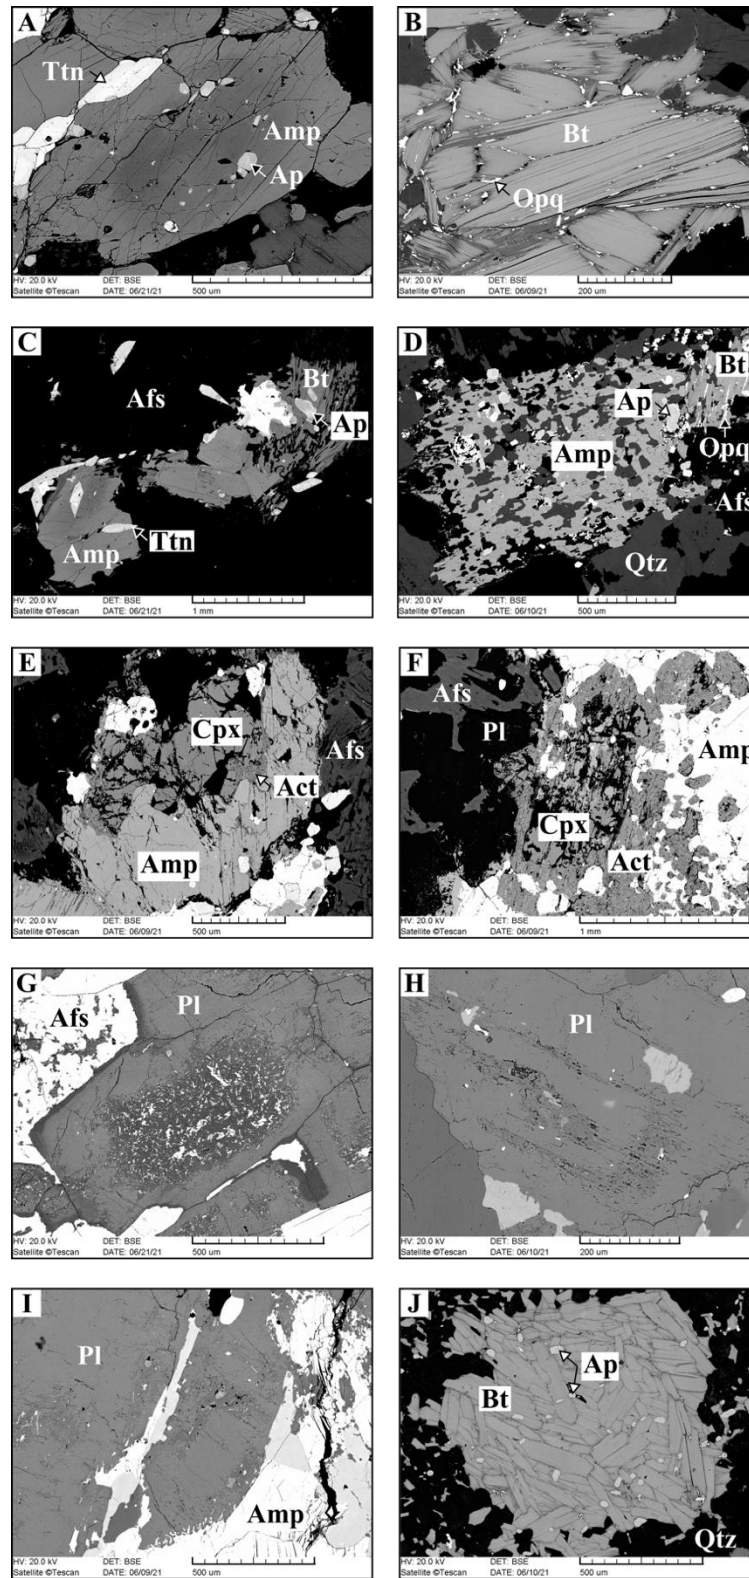 A
Ttn
Amp
Ap
HV: 20.0 kV DET: BSE
Satellite ©Tescan DATE: 06/21/21 500 um
B
Bt
Opq
HV: 20.0 kV DET: BSE
Satellite ©Tescan DATE: 06/09/21 200 um
C
Bt
Afs
Ap
Ttn
Amp
HV: 20.0 kV DET: BSE
Satellite ©Tescan DATE: 06/21/21 1 mm
D
Bt
Ap
Amp
Opq
Afs
Qtz
HV: 20.0 kV DET: BSE
Satellite ©Tescan DATE: 06/10/21 500 um
E
Cpx
Afs
Act
Amp
HV: 20.0 kV DET: BSE
Satellite ©Tescan DATE: 06/09/21 500 um
F
Afs
Pl
Amp
Cpx
Act
HV: 20.0 kV DET: BSE
Satellite ©Tescan DATE: 06/09/21 1 mm
G
Pl
Afs
HV: 20.0 kV DET: BSE
Satellite ©Tescan DATE: 06/21/21 500 um
H
Pl
HV: 20.0 kV DET: BSE
Satellite ©Tescan DATE: 06/10/21 200 um
I
Pl
Amp
HV: 20.0 kV DET: BSE
Satellite ©Tescan DATE: 06/09/21 500 um
J
Ap
Bt
Qtz
HV: 20.0 kV DET: BSE
Satellite ©Tescan DATE: 06/10/21 500 um